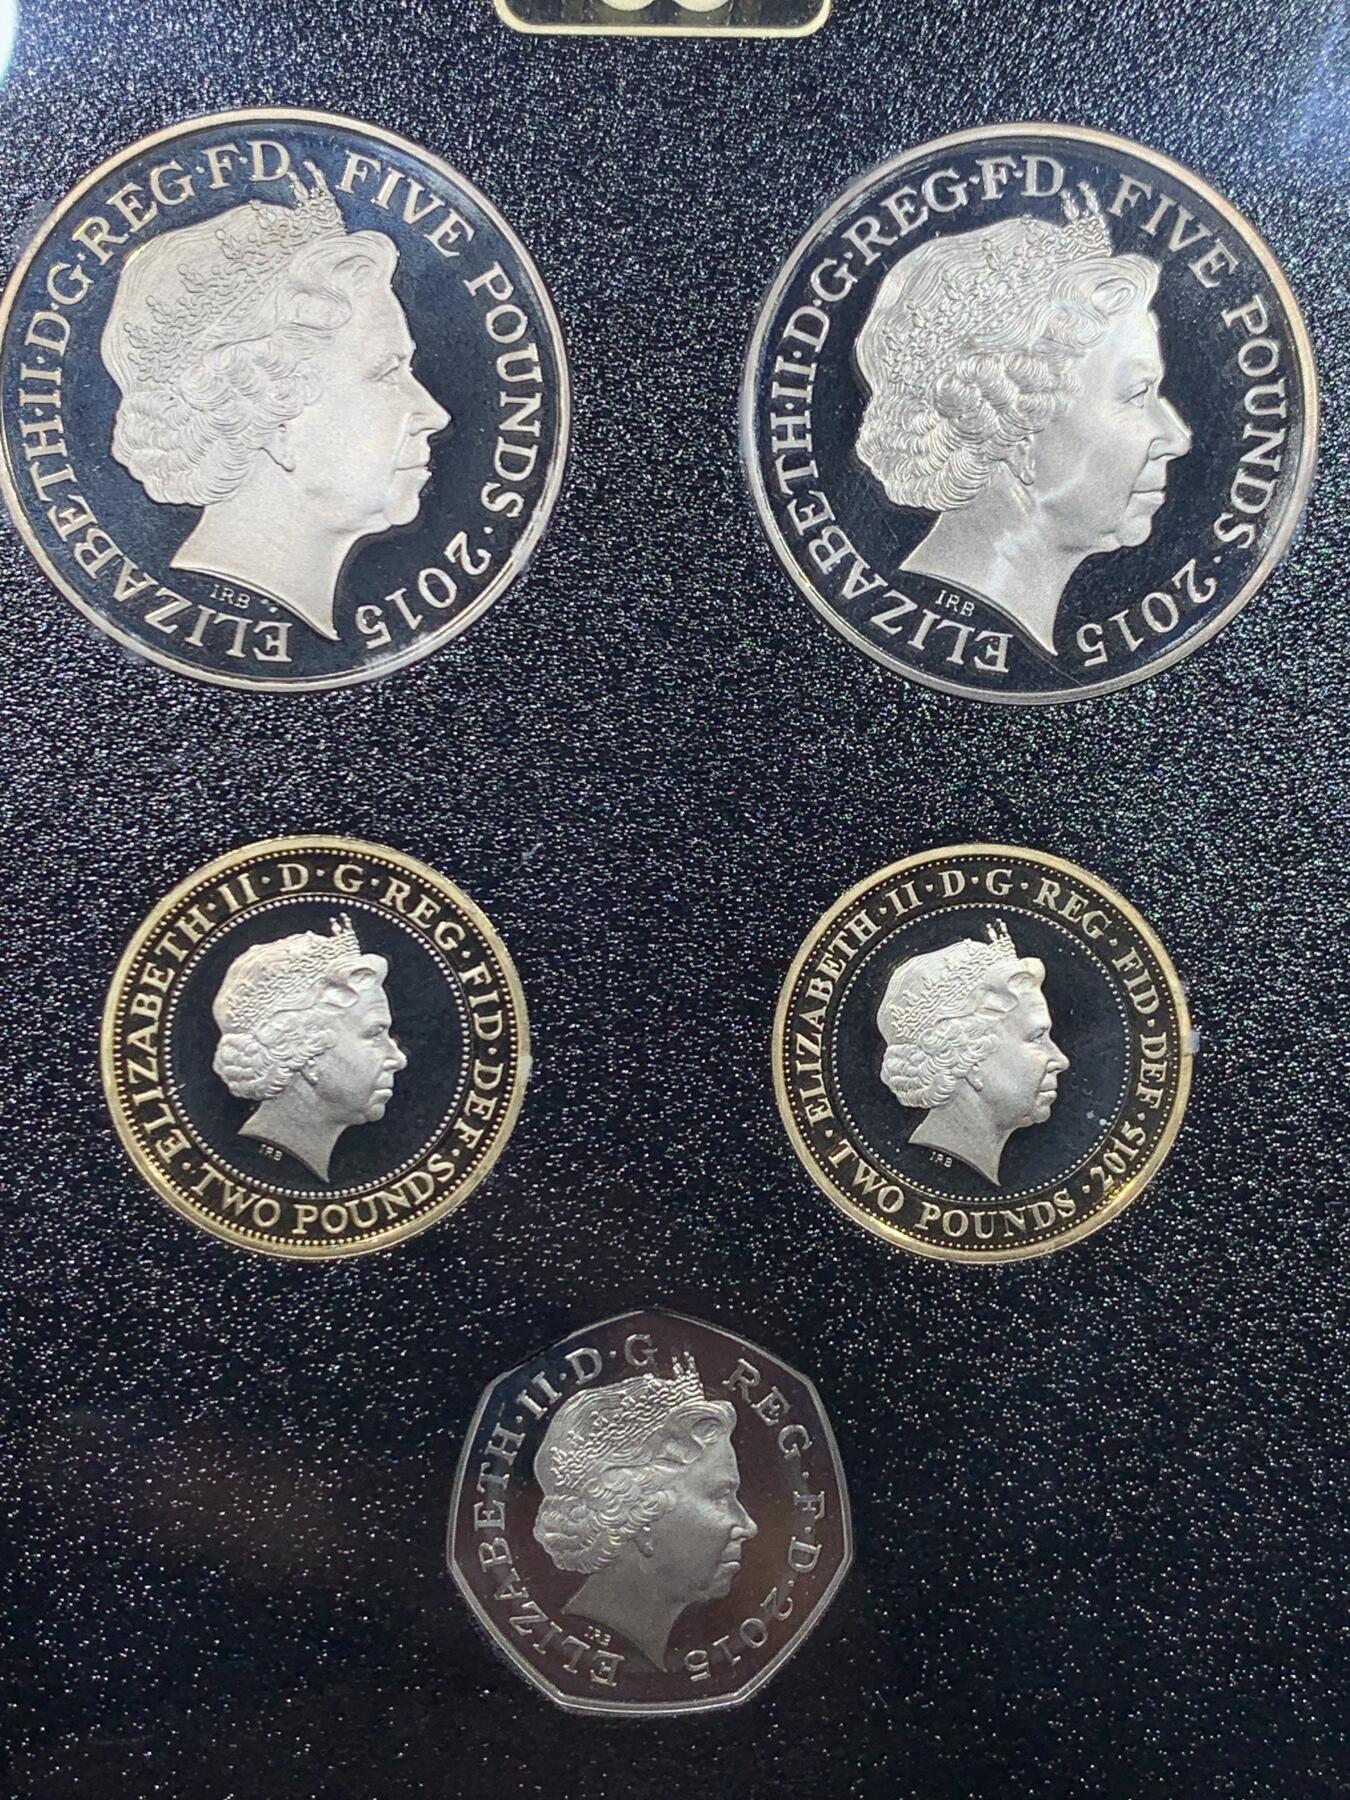 ELIZABETH·II·D·G·REG·F·D FIVE POUNDS·2015
IRB
ELIZABETH·II·D·G·REG·F·D FIVE POUNDS·2015
IRB
ELIZABETH·II·D·G·REG·FID·DEF·TWO POUNDS·
IRB
ELIZABETH·II·D·G·REG·FID·DEF·2015·TWO POUNDS·
IRB
ELIZABETH·II·D·G REG·F·D·2015
IRB